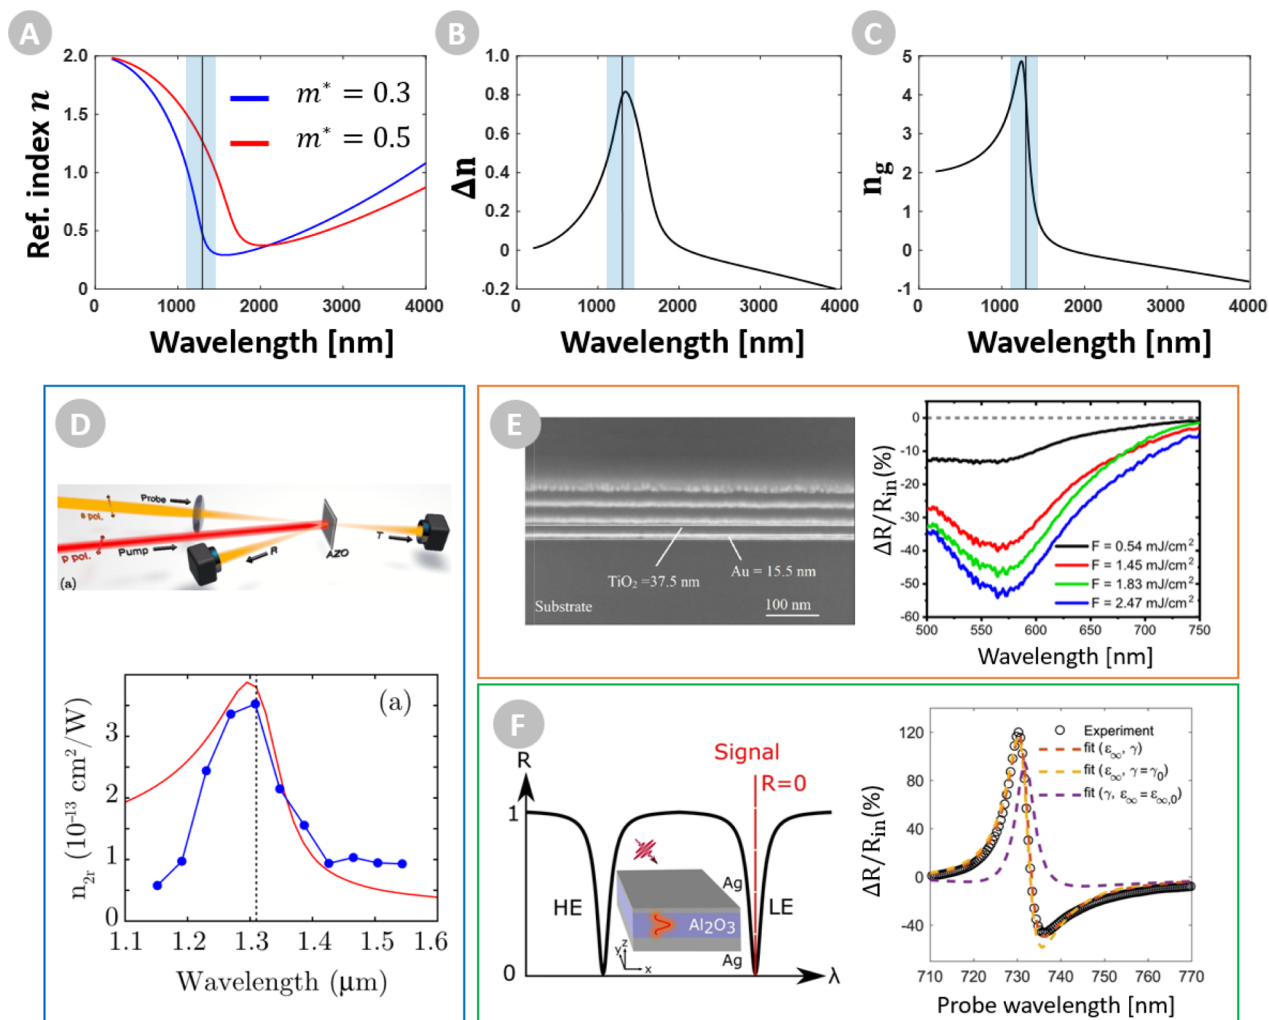 A
2.0
1.5
1.0
0.5
0
0 1000 2000 3000 4000
Ref. index n
Wavelength [nm]
m* = 0.3
m* = 0.5
B
1.0
0.8
0.6
0.4
0.2
0
-0.2
0 1000 2000 3000 4000
Δn
Wavelength [nm]
C
5
4
3
2
1
0
-1
0 1000 2000 3000 4000
n_g
Wavelength [nm]
D
Probe
s pol.
p pol.
Pump
R
AZO
T
(a)
(a)
3
2
1
0
1.1 1.2 1.3 1.4 1.5 1.6
n_2r (10⁻¹³ cm²/W)
Wavelength (μm)
E
TiO₂ =37.5 nm
Au = 15.5 nm
Substrate
100 nm
0
-10
-20
-30
-40
-50
-60
500 550 600 650 700 750
ΔR/R_in(%)
Wavelength [nm]
F = 0.54 mJ/cm²
F = 1.45 mJ/cm²
F = 1.83 mJ/cm²
F = 2.47 mJ/cm²
F
R
Signal
R=0
1
HE
LE
Ag
Al₂O₃
Ag
y z
x
0
λ
120
80
40
0
-40
710 720 730 740 750 760 770
ΔR/R_in(%)
Probe wavelength [nm]
Experiment
fit (ε_∞, γ)
fit (ε_∞, γ = γ₀)
fit (γ, ε_∞ = ε_∞,0)